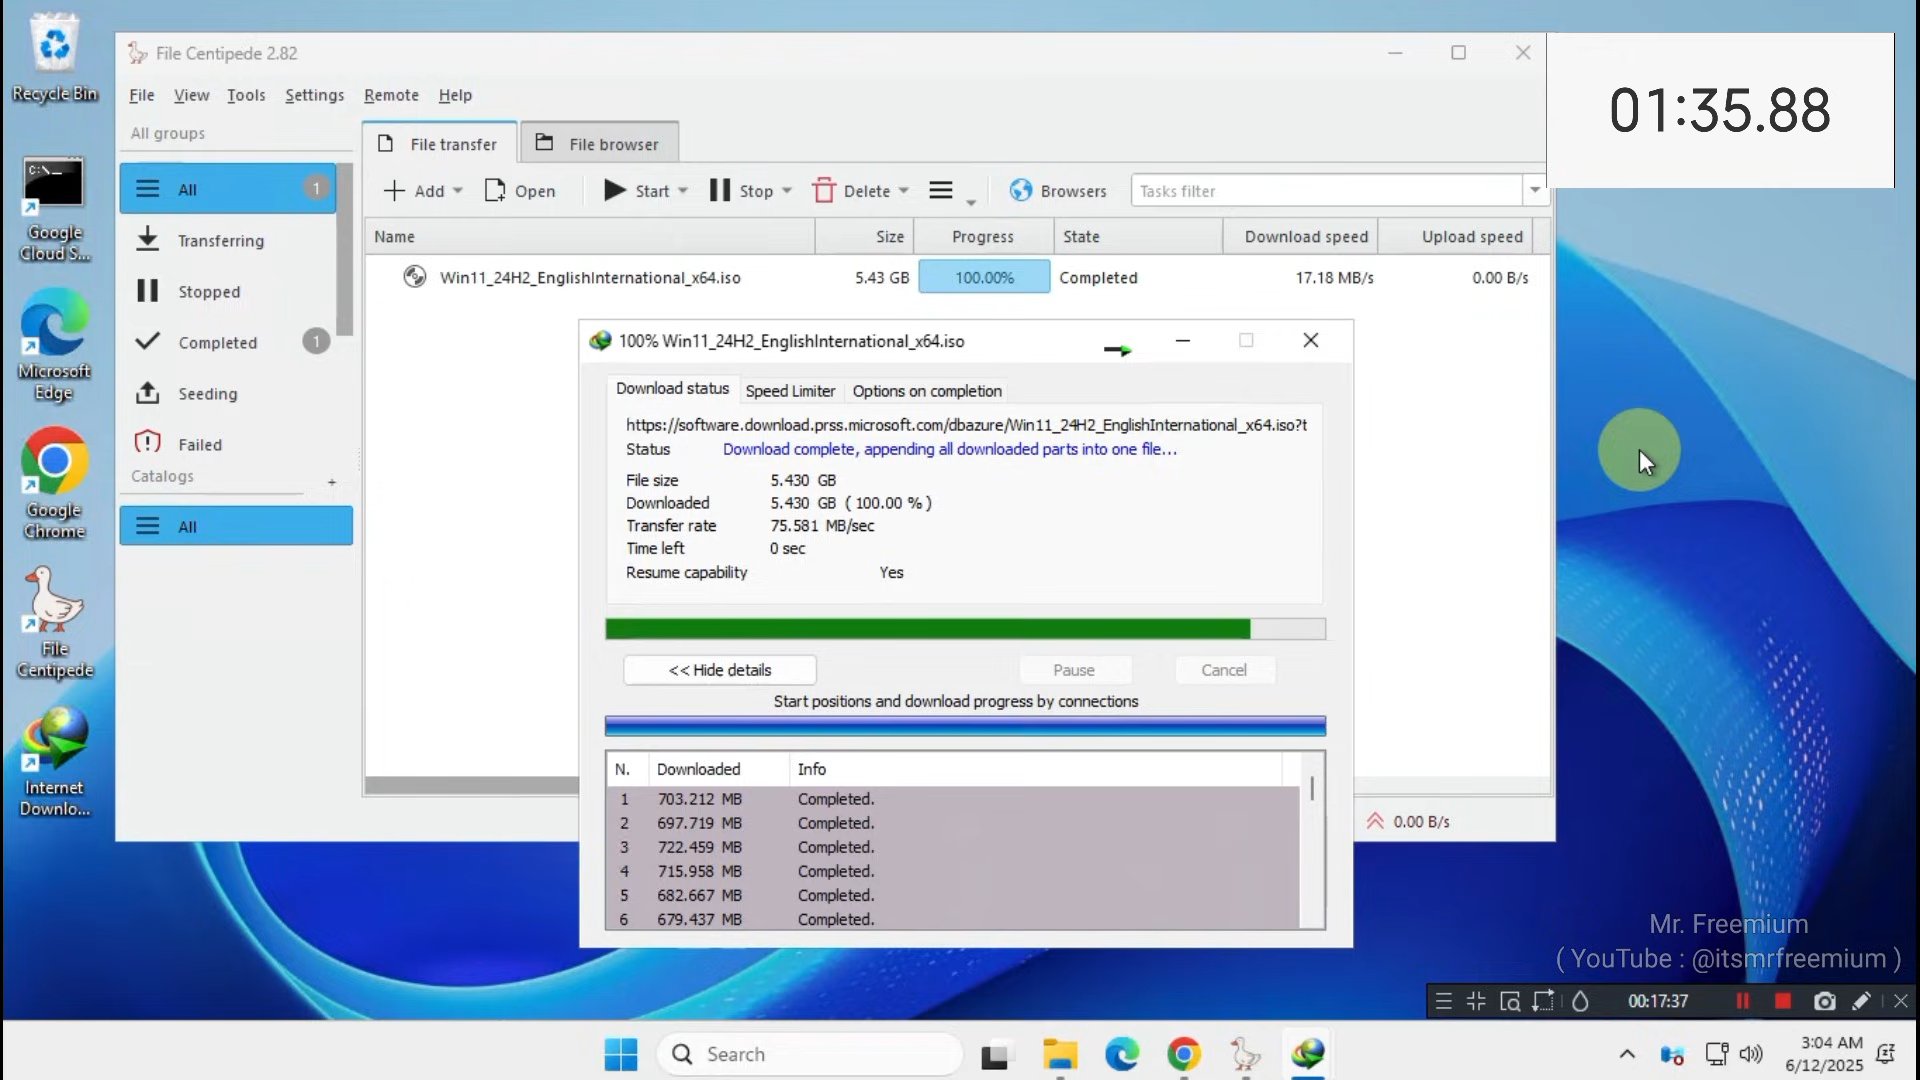 Recycle Bin
Google
Cloud S...
Microsoft
Edge
Google
Chrome
File
Centipede
Internet
Downlo...
File Centipede 2.82
File View Tools Settings Remote Help
All groups
All 1
Transferring
Stopped
Completed 1
Seeding
Failed
Catalogs +
All
File transfer File browser
Add Open Start Stop Delete Browsers Tasks filter
Name Size Progress State Download speed Upload speed
Win11_24H2_EnglishInternational_x64.iso 5.43 GB 100.00% Completed 17.18 MB/s 0.00 B/s
01:35.88
100% Win11_24H2_EnglishInternational_x64.iso
Download status Speed Limiter Options on completion
https://software.download.prss.microsoft.com/dbazure/Win11_24H2_EnglishInternational_x64.iso?t
Status Download complete, appending all downloaded parts into one file...
File size 5.430 GB
Downloaded 5.430 GB ( 100.00 % )
Transfer rate 75.581 MB/sec
Time left 0 sec
Resume capability Yes
<< Hide details Pause Cancel
Start positions and download progress by connections
N. Downloaded Info
1 703.212 MB Completed.
2 697.719 MB Completed.
3 722.459 MB Completed.
4 715.958 MB Completed.
5 682.667 MB Completed.
6 679.437 MB Completed.
0.00 B/s
Mr. Freemium
( YouTube : @itsmrfreemium )
00:17:37
Search
3:04 AM
6/12/2025